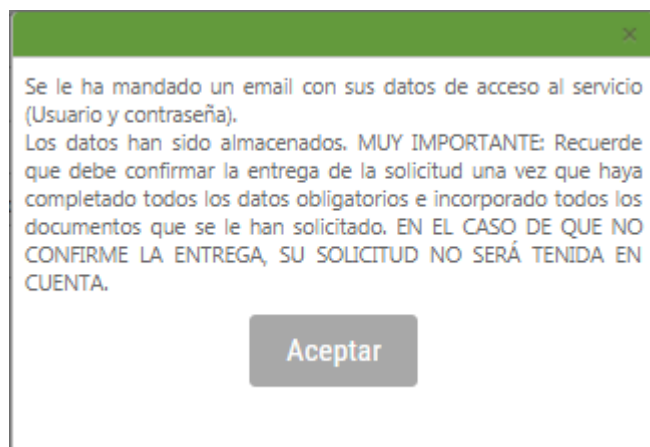 Se le ha mandado un email con sus datos de acceso al servicio
(Usuario y contraseña).
Los datos han sido almacenados. MUY IMPORTANTE: Recuerde
que debe confirmar la entrega de la solicitud una vez que haya
completado todos los datos obligatorios e incorporado todos los
documentos que se le han solicitado. EN EL CASO DE QUE NO
CONFIRME LA ENTREGA, SU SOLICITUD NO SERÁ TENIDA EN
CUENTA.
Aceptar